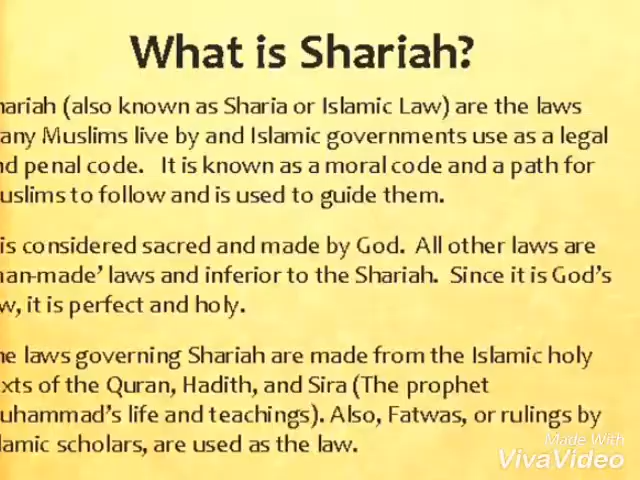 What is Shariah?
hariah (also known as Sharia or Islamic Law) are the laws
any Muslims live by and Islamic governments use as a legal
nd penal code. It is known as a moral code and a path for
uslims to follow and is used to guide them.
is considered sacred and made by God. All other laws are
nan-made’ laws and inferior to the Shariah. Since it is God’s
w, it is perfect and holy.
he laws governing Shariah are made from the Islamic holy
xts of the Quran, Hadith, and Sira (The prophet
uhammad’s life and teachings). Also, Fatwas, or rulings by
lamic scholars, are used as the law.
Made With
VivaVideo